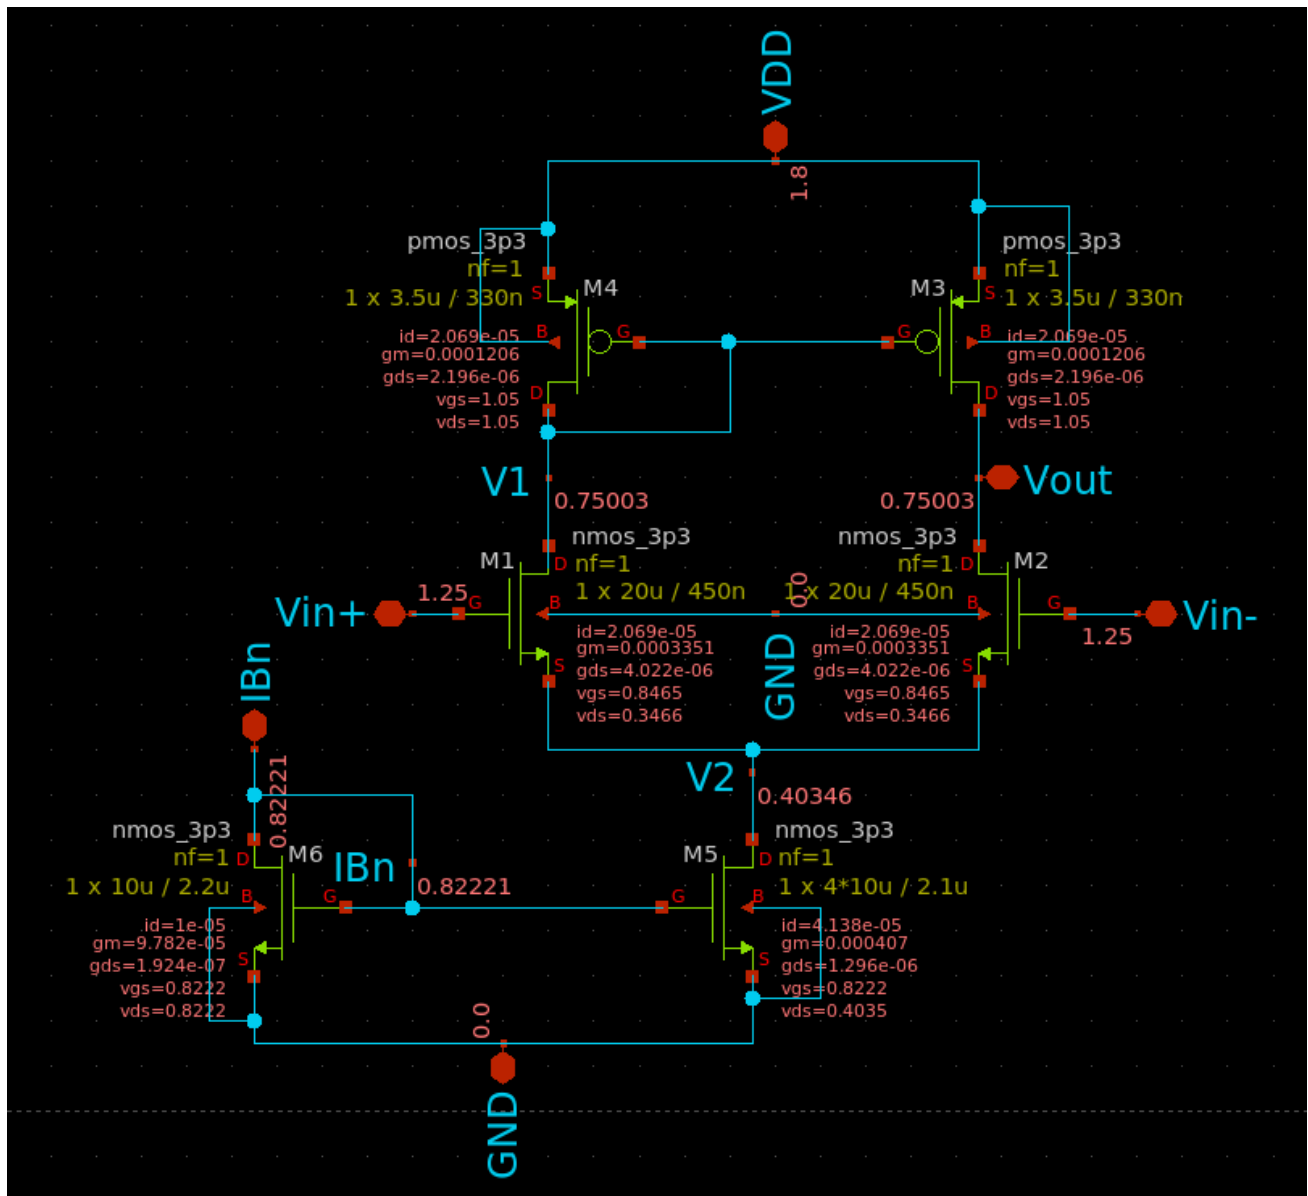 VDD
1.8
pmos_3p3
nf=1
1 x 3.5u / 330n
S
M4
B
G
id=2.069e-05
gm=0.0001206
gds=2.196e-06
D
vgs=1.05
vds=1.05
pmos_3p3
nf=1
M3
S
1 x 3.5u / 330n
G
B
id=2.069e-05
gm=0.0001206
gds=2.196e-06
D
vgs=1.05
vds=1.05
V1
0.75003
Vout
0.75003
nmos_3p3
M1
D
nf=1
1 x 20u / 450n
Vin+
1.25
G
B
id=2.069e-05
gm=0.0003351
S
gds=4.022e-06
vgs=0.8465
vds=0.3466
0.0
GND
nmos_3p3
nf=1
D
M2
1 x 20u / 450n
B
G
Vin-
1.25
id=2.069e-05
gm=0.0003351
S
gds=4.022e-06
vgs=0.8465
vds=0.3466
IBn
0.82221
V2
0.40346
nmos_3p3
nf=1
D
M6
1 x 10u / 2.2u
B
G
id=1e-05
gm=9.782e-05
gds=1.924e-07
S
vgs=0.8222
vds=0.8222
IBn
0.82221
nmos_3p3
M5
D
nf=1
1 x 4*10u / 2.1u
G
B
id=4.138e-05
gm=0.000407
S
gds=1.296e-06
vgs=0.8222
vds=0.4035
0.0
GND